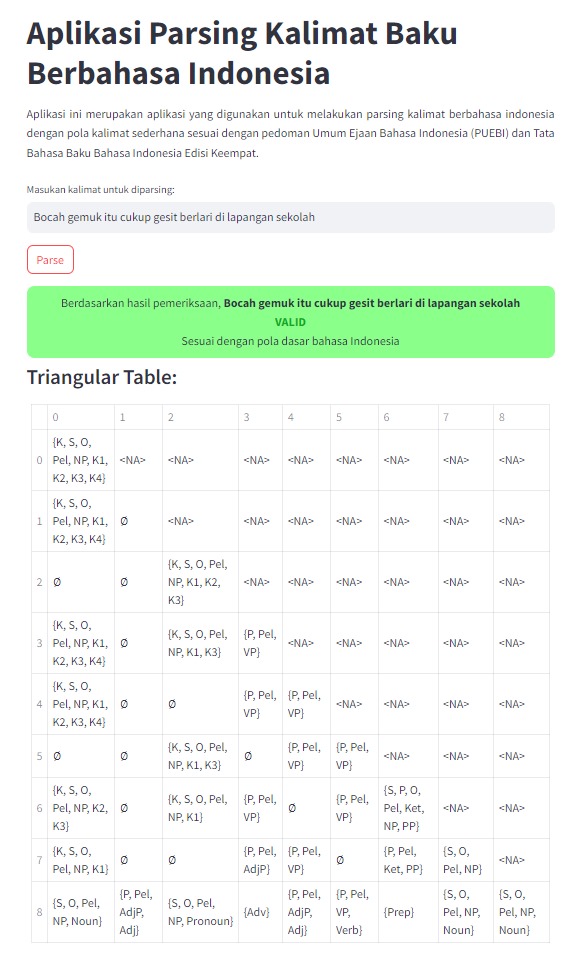 Aplikasi Parsing Kalimat Baku
Berbahasa Indonesia
Aplikasi ini merupakan aplikasi yang digunakan untuk melakukan parsing kalimat berbahasa indonesia
dengan pola kalimat sederhana sesuai dengan pedoman Umum Ejaan Bahasa Indonesia (PUEBI) dan Tata
Bahasa Baku Bahasa Indonesia Edisi Keempat.
Masukan kalimat untuk diparsing:
Bocah gemuk itu cukup gesit berlari di lapangan sekolah
Parse
Berdasarkan hasil pemeriksaan, Bocah gemuk itu cukup gesit berlari di lapangan sekolah
VALID
Sesuai dengan pola dasar bahasa Indonesia
Triangular Table:
0 1 2 3 4 5 6 7 8
0 {K, S, O, Pel, NP, K1, K2, K3, K4} <NA> <NA> <NA> <NA> <NA> <NA> <NA> <NA>
1 {K, S, O, Pel, NP, K1, K2, K3, K4} Ø <NA> <NA> <NA> <NA> <NA> <NA> <NA>
2 Ø Ø {K, S, O, Pel, NP, K1, K2, K3} <NA> <NA> <NA> <NA> <NA> <NA>
3 {K, S, O, Pel, NP, K1, K2, K3, K4} Ø {K, S, O, Pel, NP, K1, K3} {P, Pel, VP} <NA> <NA> <NA> <NA> <NA>
4 {K, S, O, Pel, NP, K1, K2, K3, K4} Ø Ø {P, Pel, VP} {P, Pel, VP} <NA> <NA> <NA> <NA>
5 Ø Ø {K, S, O, Pel, NP, K1, K3} Ø {P, Pel, VP} {P, Pel, VP} <NA> <NA> <NA>
6 {K, S, O, Pel, NP, K2, K3} Ø {K, S, O, Pel, NP, K1} {P, Pel, VP} Ø {P, Pel, VP} {S, P, O, Pel, Ket, NP, PP} <NA> <NA>
7 {K, S, O, Pel, NP, K1} Ø Ø {P, Pel, AdjP} {P, Pel, VP} Ø {P, Pel, Ket, PP} {S, O, Pel, NP} <NA>
8 {S, O, Pel, NP, Noun} {P, Pel, AdjP, Adj} {S, O, Pel, NP, Pronoun} {Adv} {P, Pel, AdjP, Adj} {P, Pel, VP, Verb} {Prep} {S, O, Pel, NP, Noun} {S, O, Pel, NP, Noun}